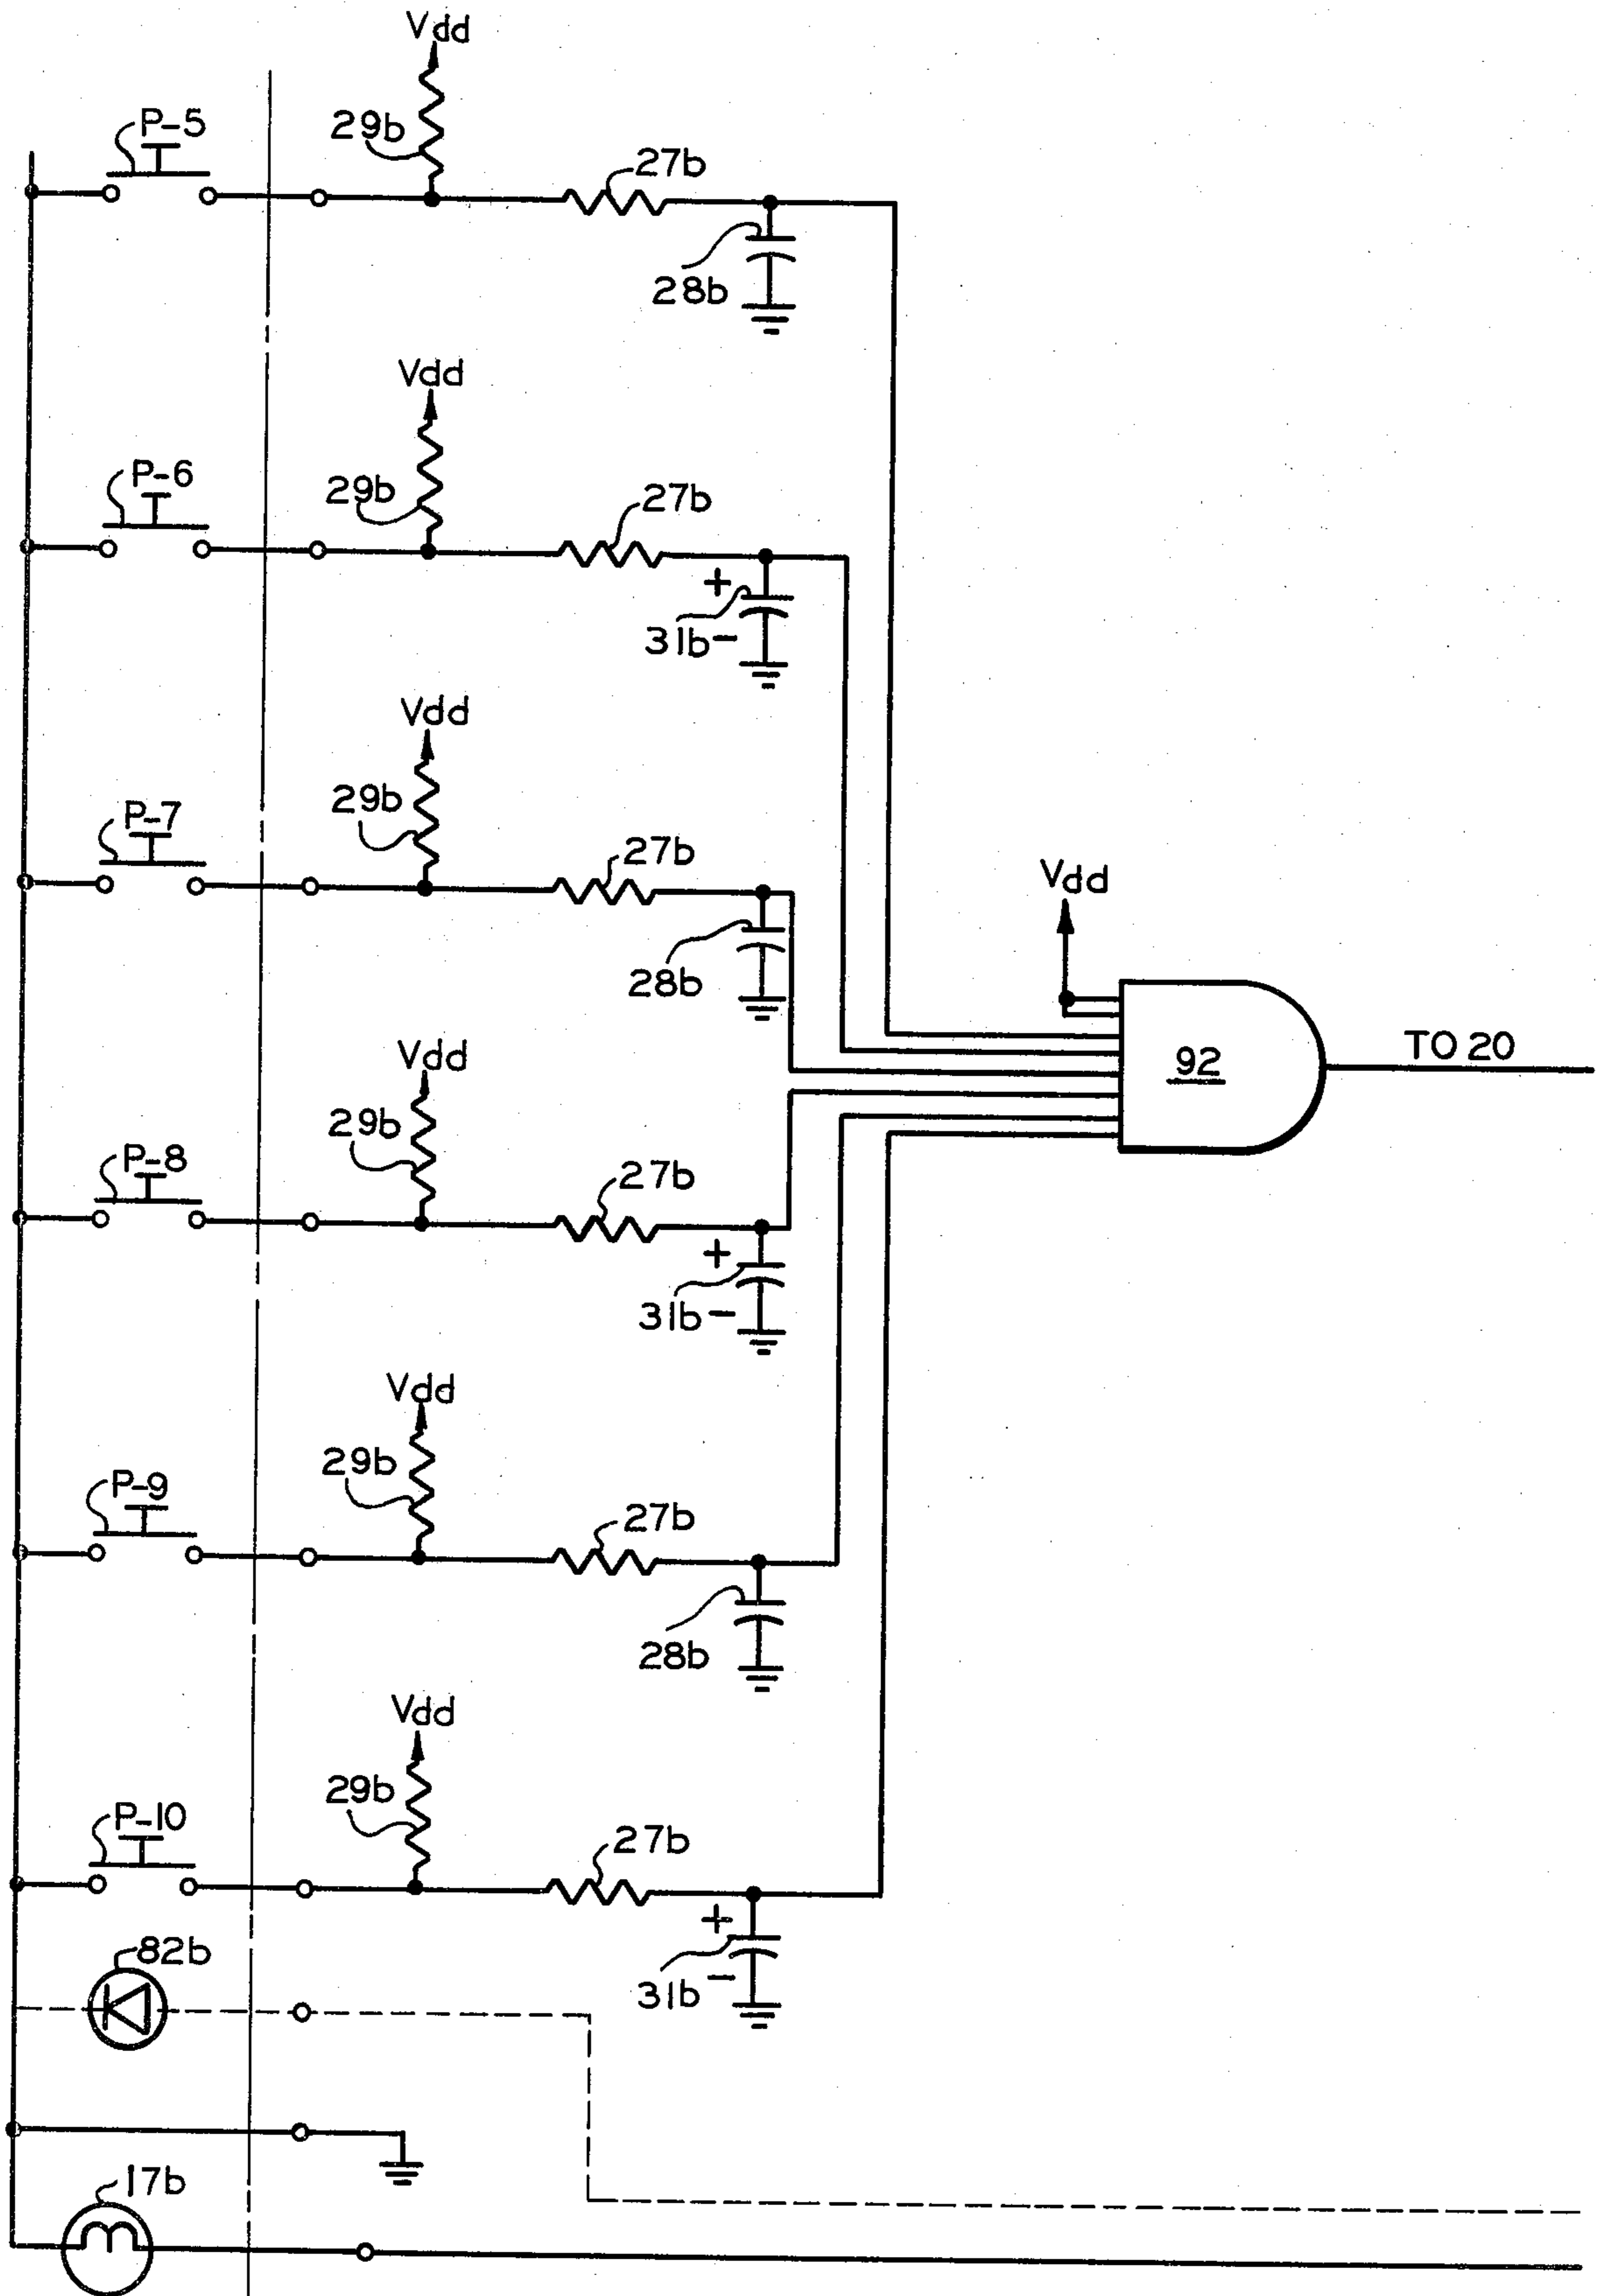 Vdd
P-5
29b
27b
28b
Vdd
P-6
29b
27b
+
31b -
Vdd
P-7
29b
27b
28b
Vdd
92
TO 20
Vdd
P-8
29b
27b
+
31b -
Vdd
P-9
29b
27b
28b
Vdd
P-10
29b
27b
+
31b -
82b
17b